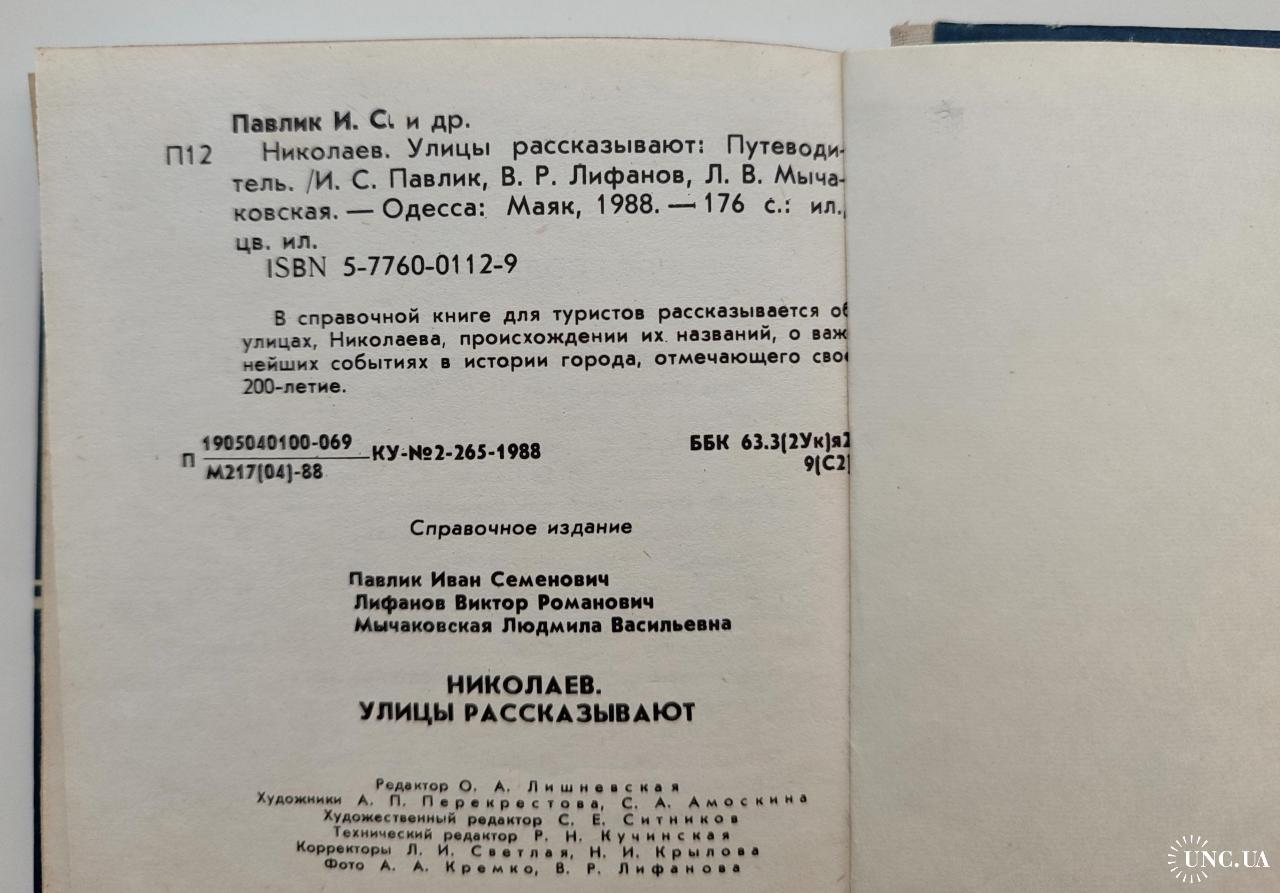 Павлик И. С. и др.
П12 Николаев. Улицы рассказывают: Путеводи-
тель. /И. С. Павлик, В. Р. Лифанов, Л. В. Мыча-
ковская. — Одесса: Маяк, 1988. — 176 с.: ил.,
цв. ил.
ISBN 5-7760-0112-9
В справочной книге для туристов рассказывается об
улицах, Николаева, происхождении их названий, о важ
нейших событиях в истории города, отмечающего свое
200-летие.
П 1905040100-069 КУ-№2-265-1988 ББК 63.3(2Ук)я2
М217(04)-88 9(С2)
Справочное издание
Павлик Иван Семенович
Лифанов Виктор Романович
Мычаковская Людмила Васильевна
НИКОЛАЕВ.
УЛИЦЫ РАССКАЗЫВАЮТ
Редактор О. А. Лишневская
Художники А. П. Перекрестова, С. А. Амоскина
Художественный редактор С. Е. Ситников
Технический редактор Р. Н. Кучинская
Корректоры Л. И. Светлая, Н. И. Крылова
Фото А. А. Кремко, В. Р. Лифанова
UNC.UA